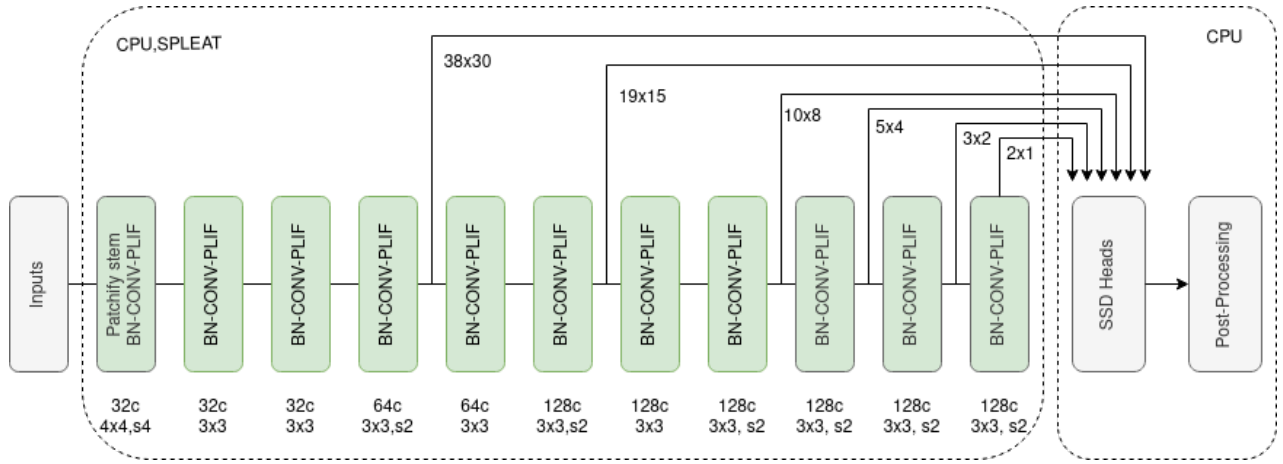 CPU,SPLEAT
CPU
38x30
19x15
10x8
5x4
3x2
2x1
Inputs
Patchify stem
BN-CONV-PLIF
BN-CONV-PLIF
BN-CONV-PLIF
BN-CONV-PLIF
BN-CONV-PLIF
BN-CONV-PLIF
BN-CONV-PLIF
BN-CONV-PLIF
BN-CONV-PLIF
BN-CONV-PLIF
BN-CONV-PLIF
SSD Heads
Post-Processing
32c
4x4,s4
32c
3x3
32c
3x3
64c
3x3,s2
64c
3x3
128c
3x3,s2
128c
3x3
128c
3x3, s2
128c
3x3, s2
128c
3x3, s2
128c
3x3, s2